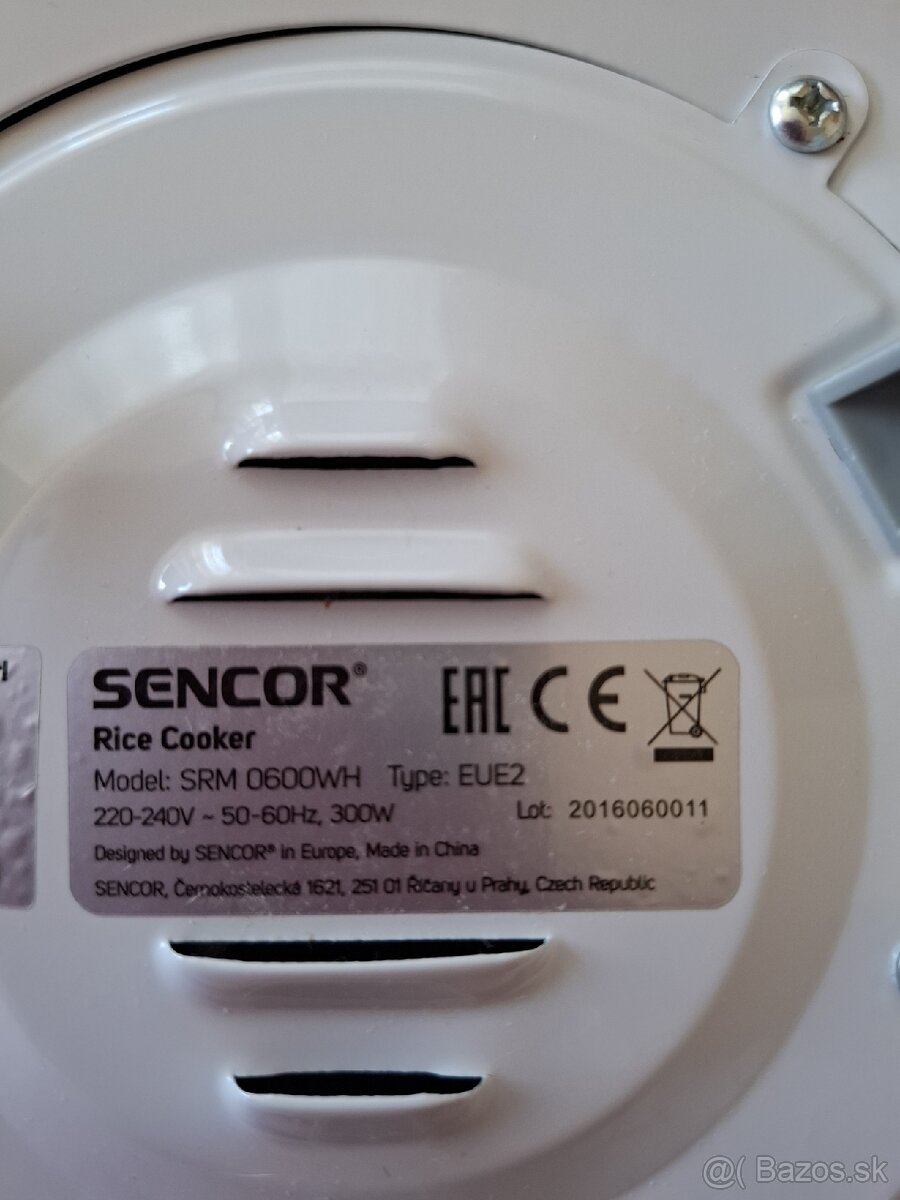 SENCOR®
Rice Cooker
EAC CE
Model: SRM 0600WH Type: EUE2
220-240V ~ 50-60Hz, 300W Lot: 2016060011
Designed by SENCOR® in Europe, Made in China
SENCOR, Černokostelecká 1621, 251 01 Říčany u Prahy, Czech Republic
@( Bazos.sk